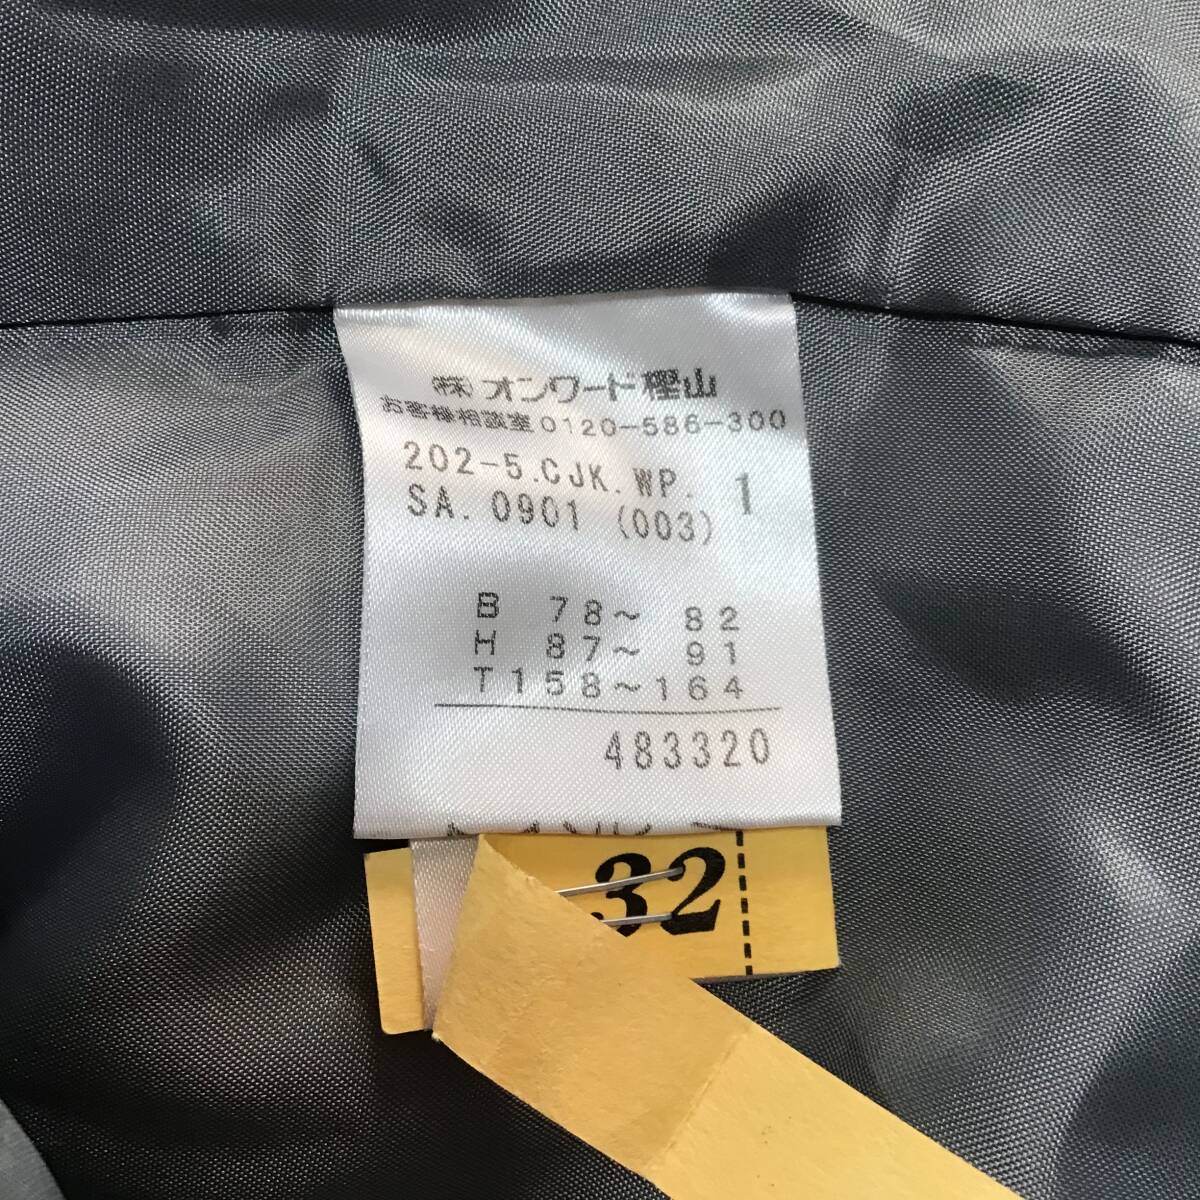 ㈱オンワード樫山
お客様相談室0120-586-300
202-5.CJK.WP. 1
SA. 0901 (003)
B 78~ 82
H 87~ 91
T158~164
483320
32